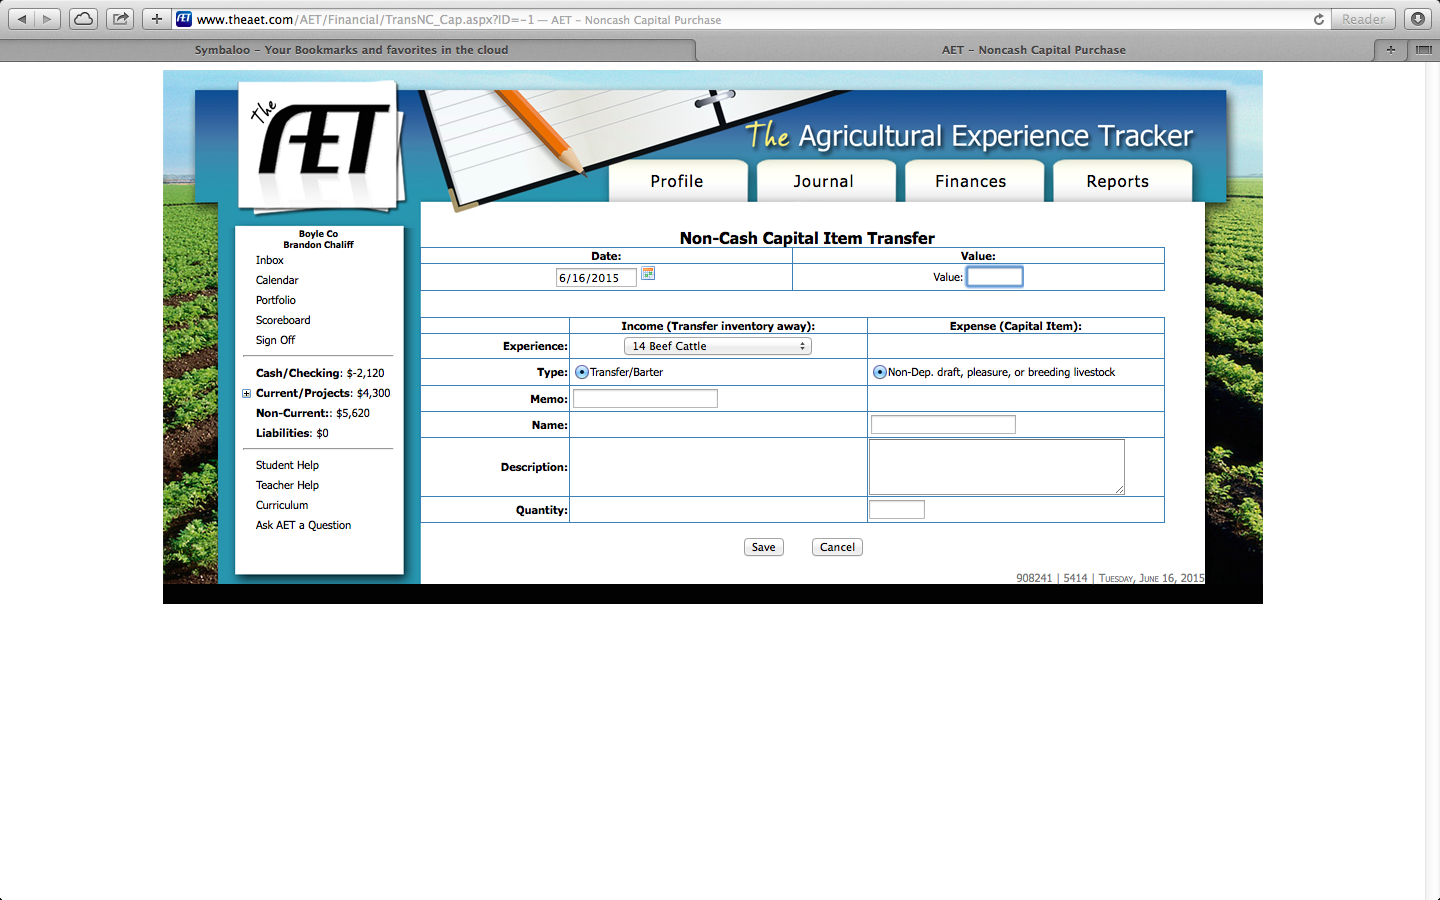 www.theaet.com/AET/Financial/TransNC_Cap.aspx?ID=-1 — AET - Noncash Capital Purchase
Reader
Symbaloo - Your Bookmarks and favorites in the cloud
AET - Noncash Capital Purchase
The AET
The Agricultural Experience Tracker
Profile
Journal
Finances
Reports
Boyle Co
Brandon Chaliff
Inbox
Calendar
Portfolio
Scoreboard
Sign Off
Cash/Checking: $-2,120
Current/Projects: $4,300
Non-Current:: $5,620
Liabilities: $0
Student Help
Teacher Help
Curriculum
Ask AET a Question
Non-Cash Capital Item Transfer
Date: Value:
6/16/2015 Value:
Income (Transfer inventory away): Expense (Capital Item):
Experience: 14 Beef Cattle
Type: Transfer/Barter Non-Dep. draft, pleasure, or breeding livestock
Memo:
Name:
Description:
Quantity:
Save Cancel
908241 | 5414 | Tuesday, June 16, 2015